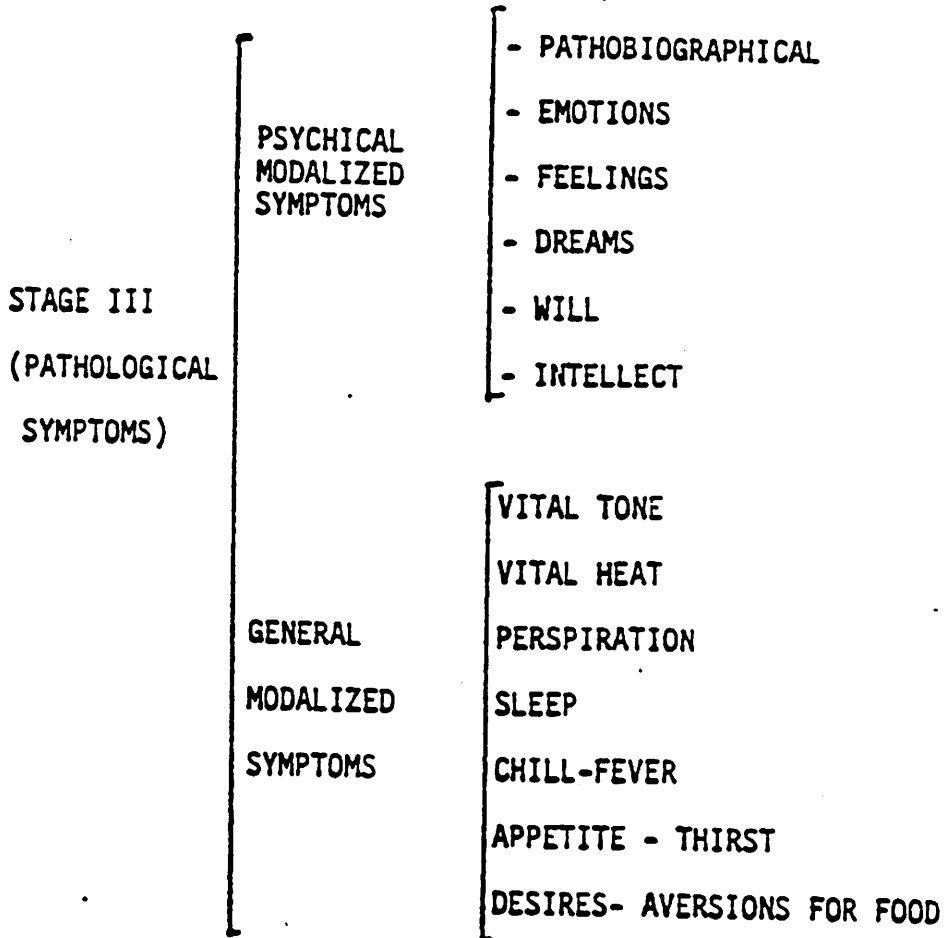 - PATHOBIOGRAPHICAL
- EMOTIONS
PSYCHICAL
MODALIZED
SYMPTOMS
- FEELINGS
- DREAMS
- WILL
- INTELLECT
STAGE III
(PATHOLOGICAL
SYMPTOMS)
VITAL TONE
VITAL HEAT
GENERAL
MODALIZED
SYMPTOMS
PERSPIRATION
SLEEP
CHILL-FEVER
APPETITE - THIRST
DESIRES- AVERSIONS FOR FOOD